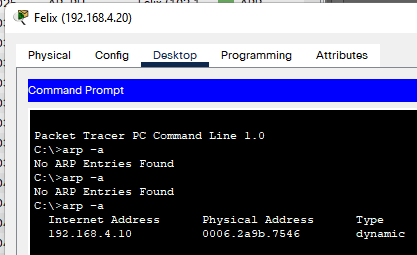 Felix (192.168.4.20)
Physical Config Desktop Programming Attributes
Command Prompt
Packet Tracer PC Command Line 1.0
C:\>arp -a
No ARP Entries Found
C:\>arp -a
No ARP Entries Found
C:\>arp -a
Internet Address Physical Address Type
192.168.4.10 0006.2a9b.7546 dynamic